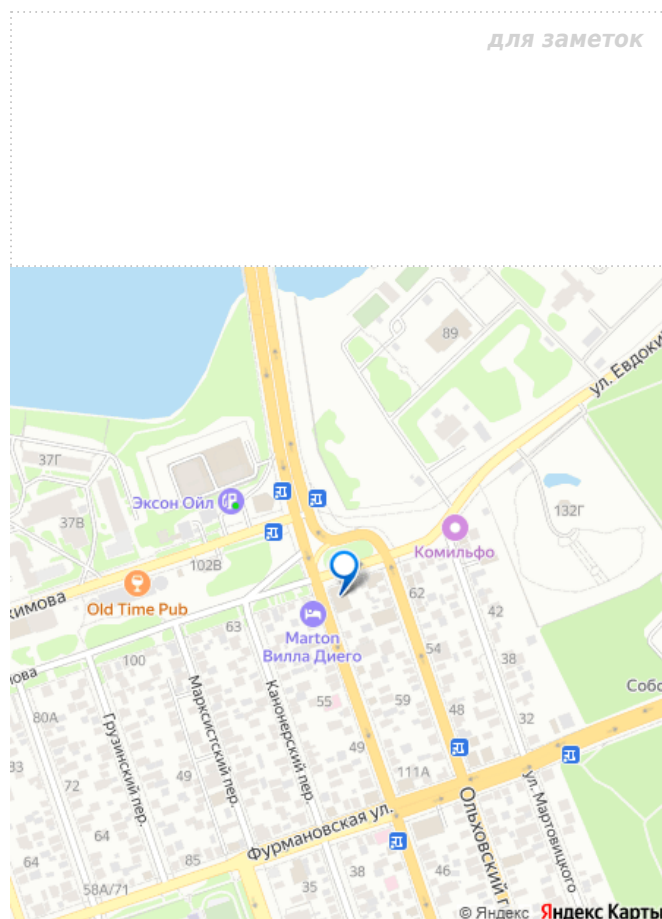 для заметок
89
ул. Евдоки
37Г
Эксон Ойл
132Г
37В
Комильфо
102В
кимова
Old Time Pub
62
42
63
Marton
Вилла Диего
54
38
100
нова
Собо
55
59
80А
Марксистский пер.
Канонерский пер.
48
32
Грузинский пер.
49
49
33
72
111А
ул. Мартовицкого
Фурмановская ул.
Ольховский п
64
64
85
46
58А/71
35
38
© Яндекс Яндекс Карты